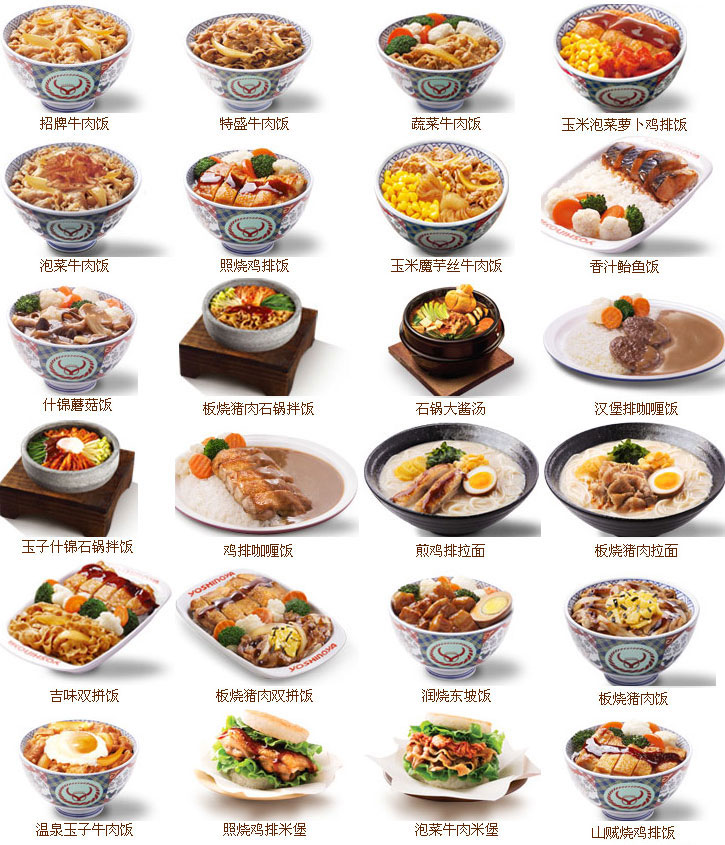 招牌牛肉饭
特盛牛肉饭
蔬菜牛肉饭
玉米泡菜萝卜鸡排饭
泡菜牛肉饭
照烧鸡排饭
玉米魔芋丝牛肉饭
香汁鲐鱼饭
YOSHINOYA
什锦蘑菇饭
板烧猪肉石锅拌饭
石锅大酱汤
汉堡排咖喱饭
玉子什锦石锅拌饭
鸡排咖喱饭
煎鸡排拉面
板烧猪肉拉面
YOSHINOYA
YOSHINOYA
吉味双拼饭
板烧猪肉双拼饭
润烧东坡饭
板烧猪肉饭
温泉玉子牛肉饭
照烧鸡排米堡
泡菜牛肉米堡
山贼烧鸡排饭